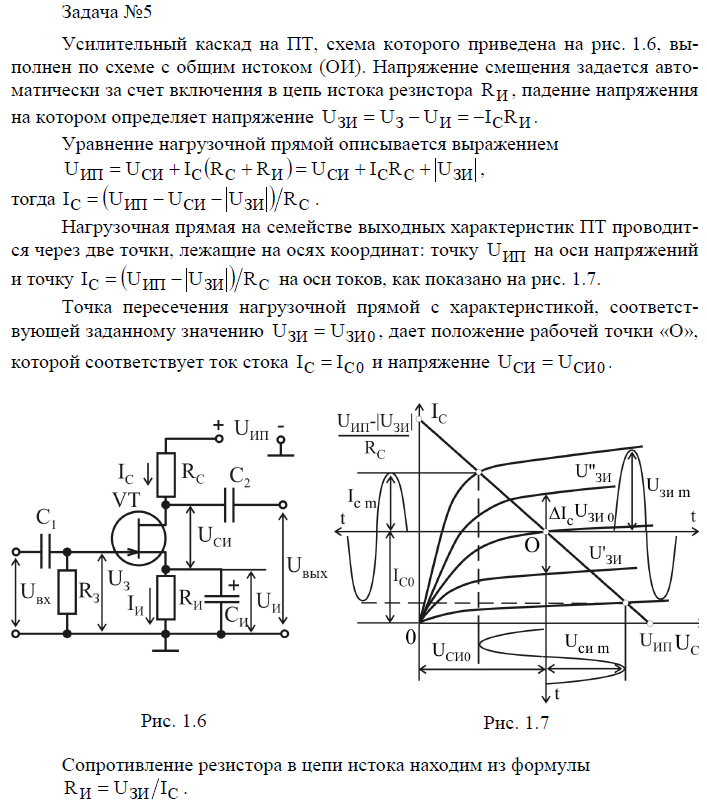 Задача №5
Усилительный каскад на ПТ, схема которого приведена на рис. 1.6, вы-
полнен по схеме с общим истоком (ОИ). Напряжение смещения задается авто-
матически за счет включения в цепь истока резистора R_И, падение напряжения
на котором определяет напряжение U_ЗИ = U_З − U_И = −I_С R_И.
Уравнение нагрузочной прямой описывается выражением
U_ИП = U_СИ + I_С(R_С + R_И) = U_СИ + I_С R_С + |U_ЗИ|,
тогда I_С = (U_ИП − U_СИ − |U_ЗИ|)/R_С.
Нагрузочная прямая на семействе выходных характеристик ПТ проводит-
ся через две точки, лежащие на осях координат: точку U_ИП на оси напряжений
и точку I_С = (U_ИП − |U_ЗИ|)/R_С на оси токов, как показано на рис. 1.7.
Точка пересечения нагрузочной прямой с характеристикой, соответст-
вующей заданному значению U_ЗИ = U_ЗИ0, дает положение рабочей точки «О»,
которой соответствует ток стока I_С = I_С0 и напряжение U_СИ = U_СИ0.
+ U_ИП -
I_С
R_С
VT
C_2
C_1
U_СИ
U_вх
R_З
U_З
I_И
R_И
+
C_И
U_И
U_вых
Рис. 1.6
I_С
U_ИП-|U_ЗИ|
R_С
I_с m
U''_ЗИ
U_зи m
t
ΔI_с
U_ЗИ 0
t
О
U'_ЗИ
I_С0
0
U_ИП
U_С
U_СИ0
U_си m
t
Рис. 1.7
Сопротивление резистора в цепи истока находим из формулы
R_И = U_ЗИ/I_С.